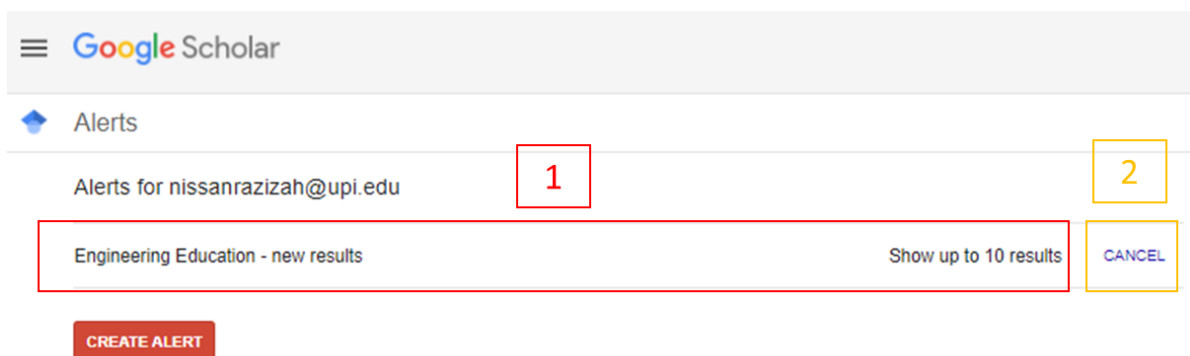 Google Scholar
Alerts
1
2
Alerts for nissanrazizah@upi.edu
Engineering Education - new results Show up to 10 results CANCEL
CREATE ALERT